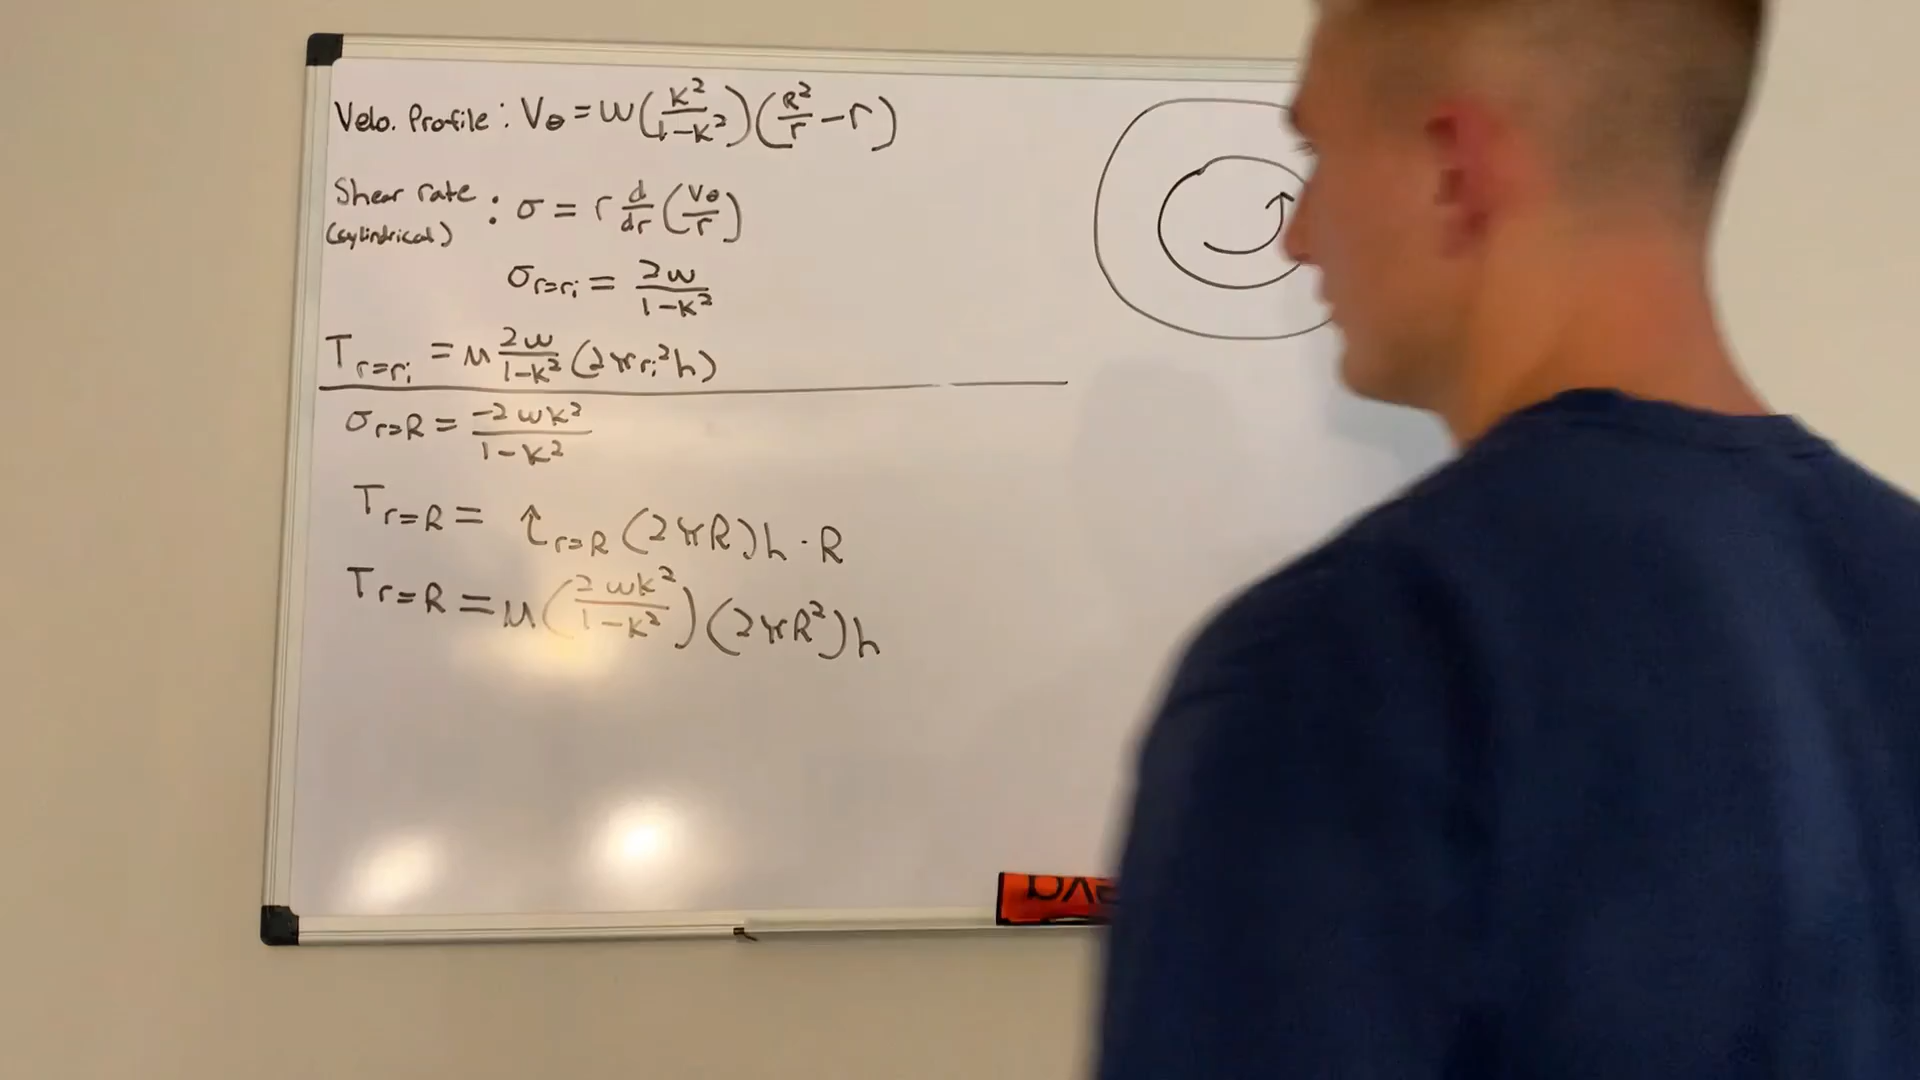 Velo. Profile: Vθ = ω(K²/1-K²)(R²/r - r)
Shear rate (cylindrical) : σ = r d/dr (Vθ/r)
σr=ri = 2ω/1-K²
Tr=ri = μ 2ω/1-K² (2πri²h)
σr=R = -2ωK²/1-K²
Tr=R = τr=R (2πR)h · R
Tr=R = μ(2ωK²/1-K²)(2πR²)h